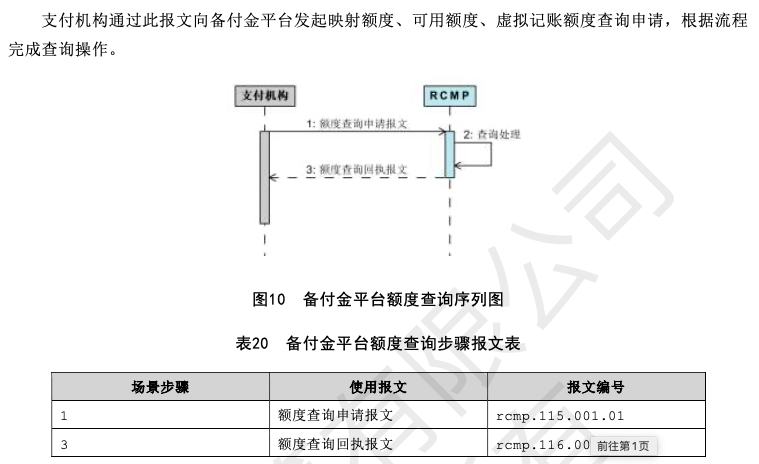 支付机构通过此报文向备付金平台发起映射额度、可用额度、虚拟记账额度查询申请，根据流程
完成查询操作。
支付机构
RCMP
1: 额度查询申请报文
2: 查询处理
3: 额度查询回执报文
图10 备付金平台额度查询序列图
表20 备付金平台额度查询步骤报文表
场景步骤 使用报文 报文编号
1 额度查询申请报文 rcmp.115.001.01
3 额度查询回执报文 rcmp.116.00
前往第1页
有限公司
有